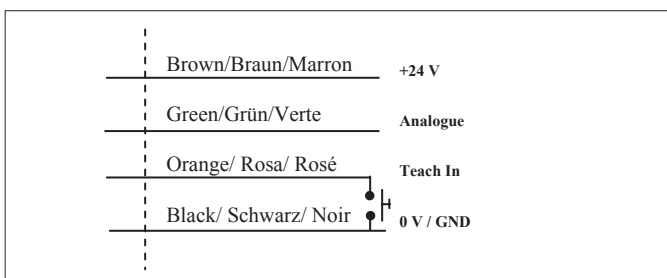 Brown/Braun/Marron +24 V
Green/Grün/Verte Analogue
Orange/ Rosa/ Rosé Teach In
Black/ Schwarz/ Noir 0 V / GND